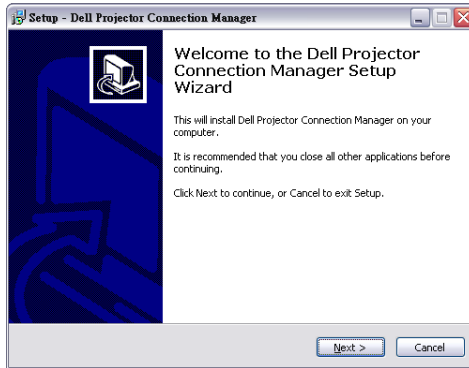 Setup - Dell Projector Connection Manager
Welcome to the Dell Projector
Connection Manager Setup
Wizard
This will install Dell Projector Connection Manager on your
computer.
It is recommended that you close all other applications before
continuing.
Click Next to continue, or Cancel to exit Setup.
Next >
Cancel